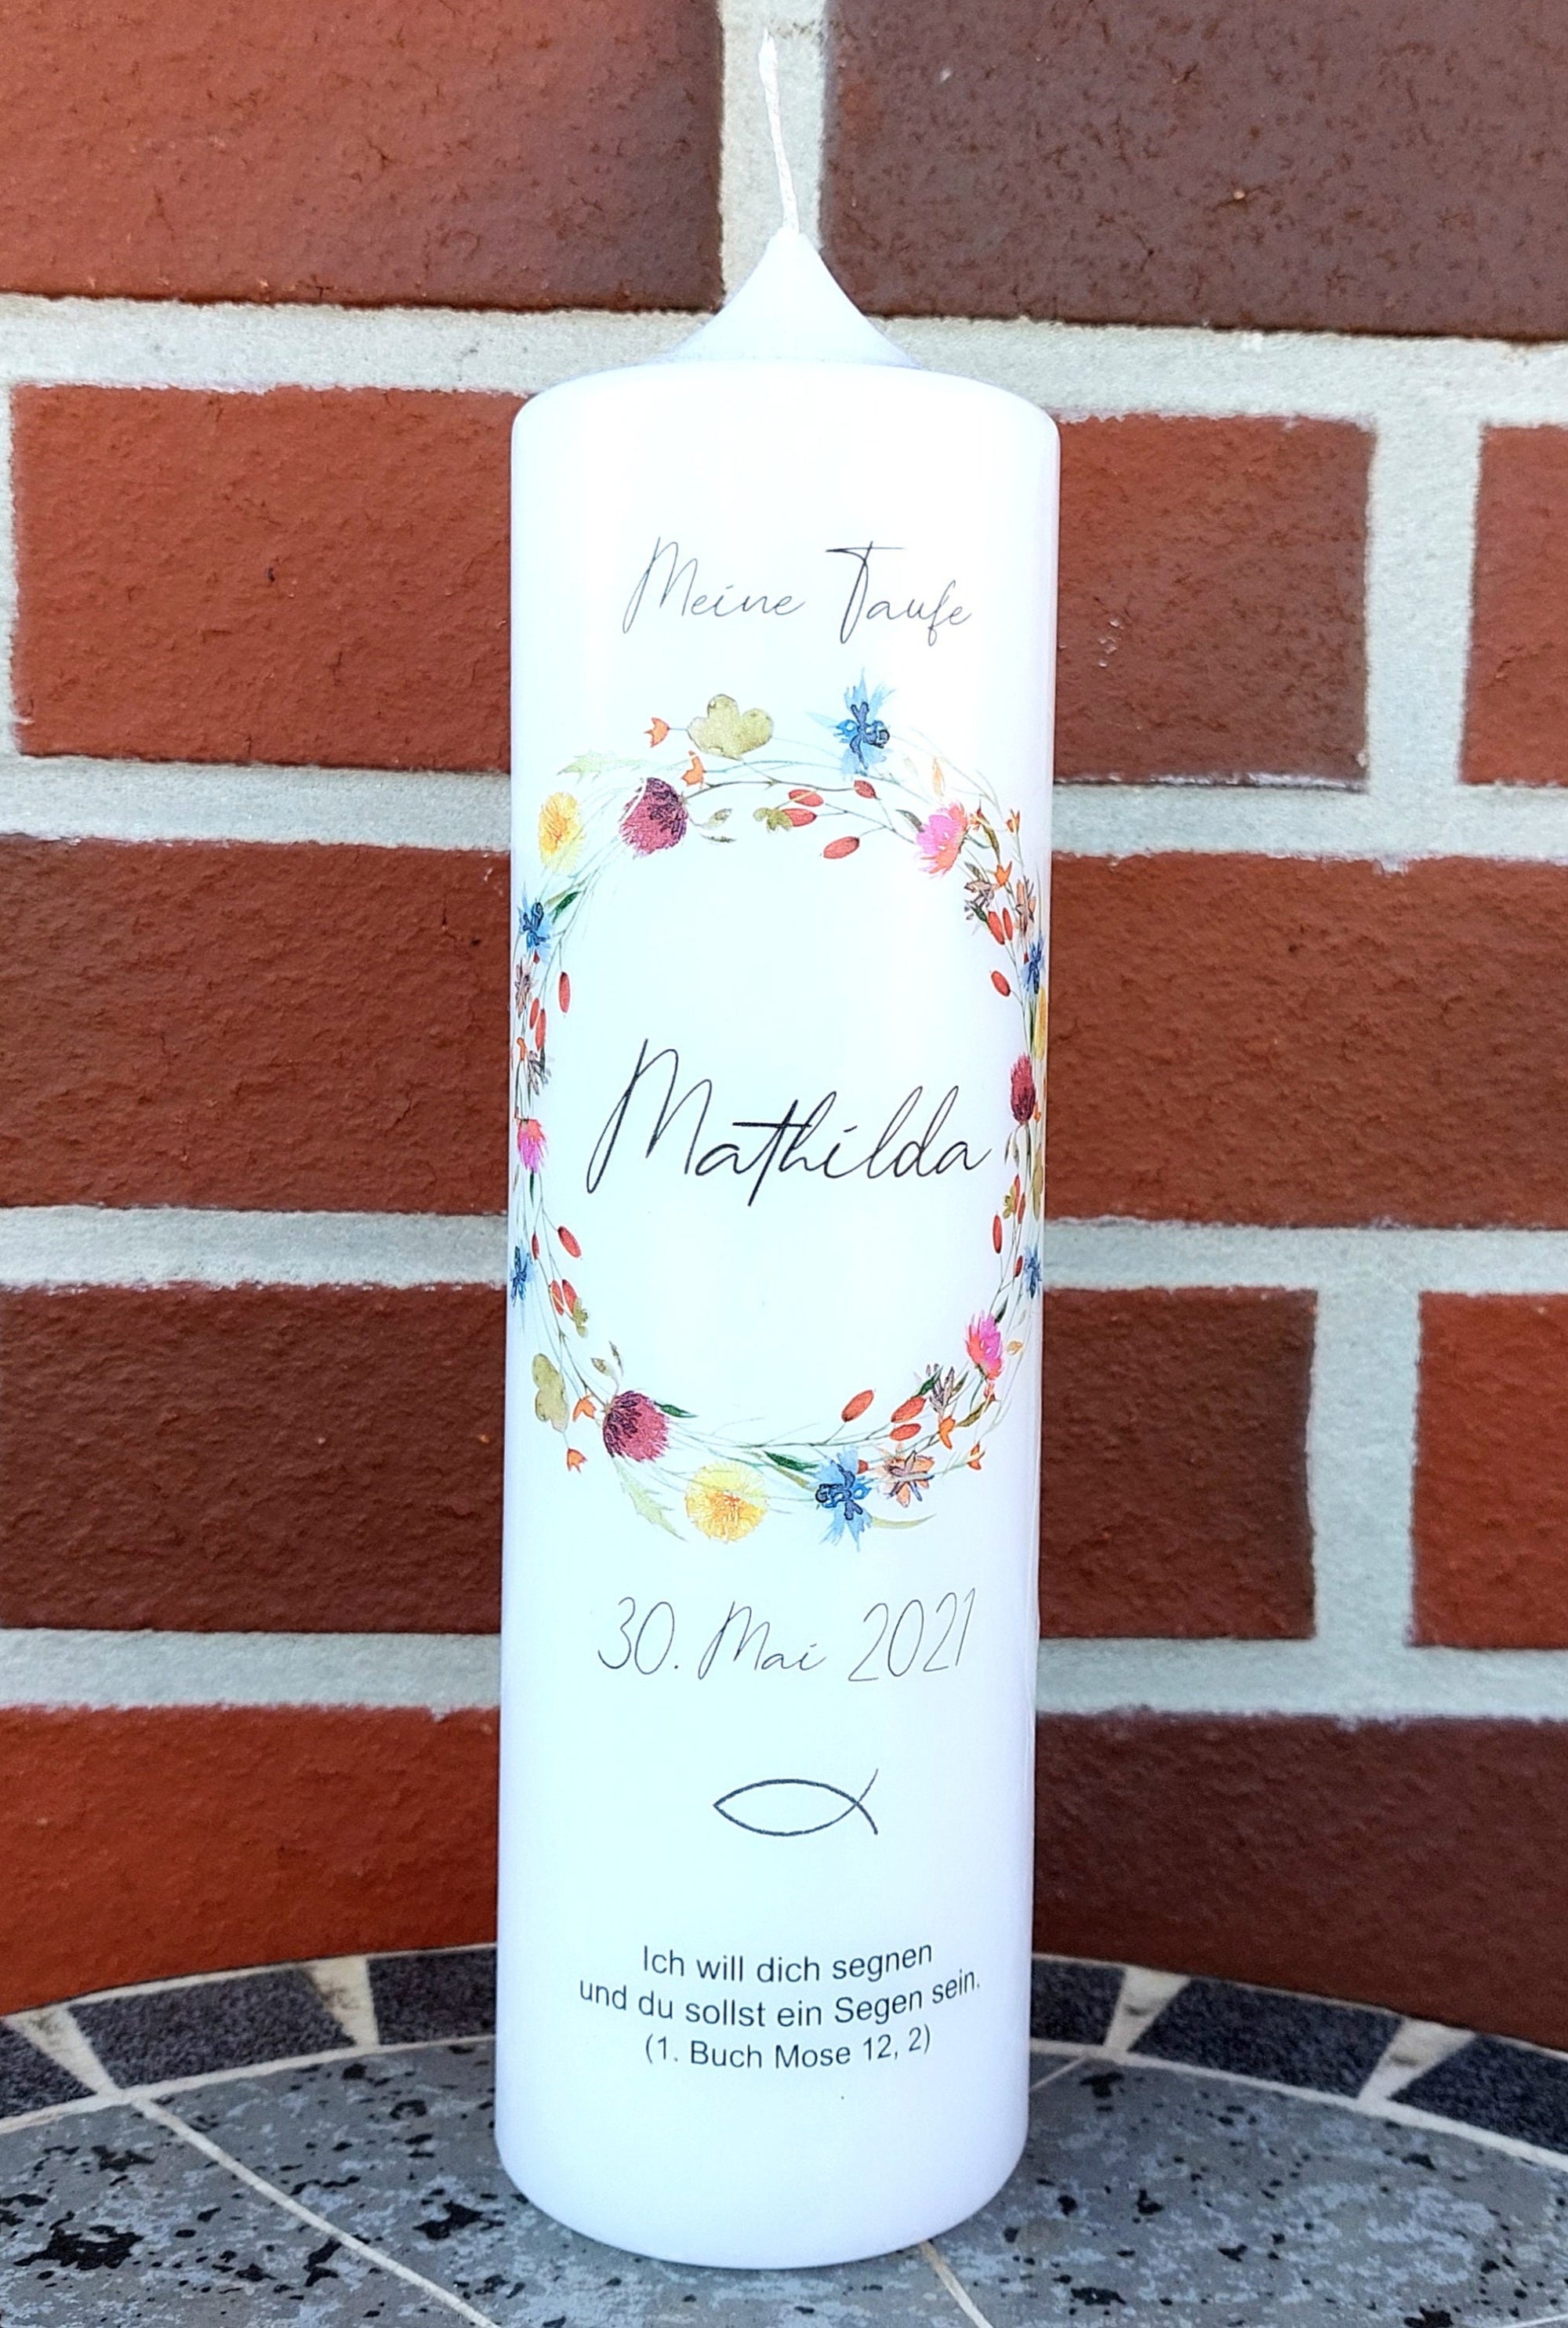 Meine Taufe
Mathilda
30. Mai 2021
Ich will dich segnen
und du sollst ein Segen sein.
(1. Buch Mose 12, 2)